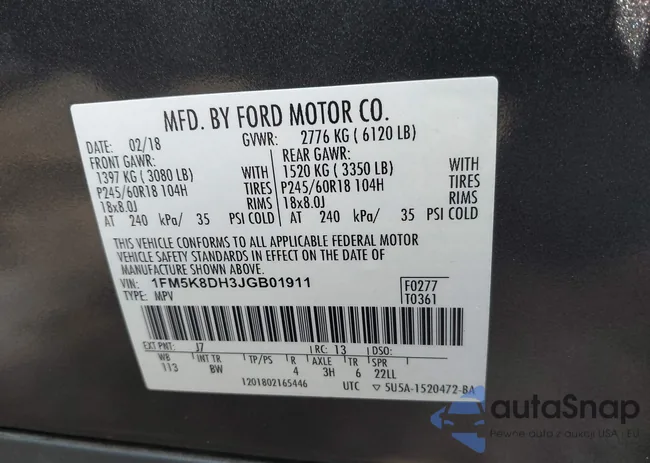 MFD. BY FORD MOTOR CO.
DATE: 02/18 GVWR: 2776 KG ( 6120 LB)
FRONT GAWR: REAR GAWR:
1397 KG ( 3080 LB) WITH 1520 KG ( 3350 LB) WITH
P245/60R18 104H TIRES P245/60R18 104H TIRES
18x8.0J RIMS 18x8.0J RIMS
AT 240 kPa/ 35 PSI COLD AT 240 kPa/ 35 PSI COLD
THIS VEHICLE CONFORMS TO ALL APPLICABLE FEDERAL MOTOR
VEHICLE SAFETY STANDARDS IN EFFECT ON THE DATE OF
MANUFACTURE SHOWN ABOVE.
VIN: 1FM5K8DH3JGB01911 F0277
TYPE: MPV T0361
EXT PNT: J7 RC: 13 DSO:
WB INT TR TP/PS R AXLE TR SPR
113 BW 4 3H 6 22LL
1201802165446 UTC 5U5A-1520472-BA
autoSnap
Pewne auta z aukcji USA i EU